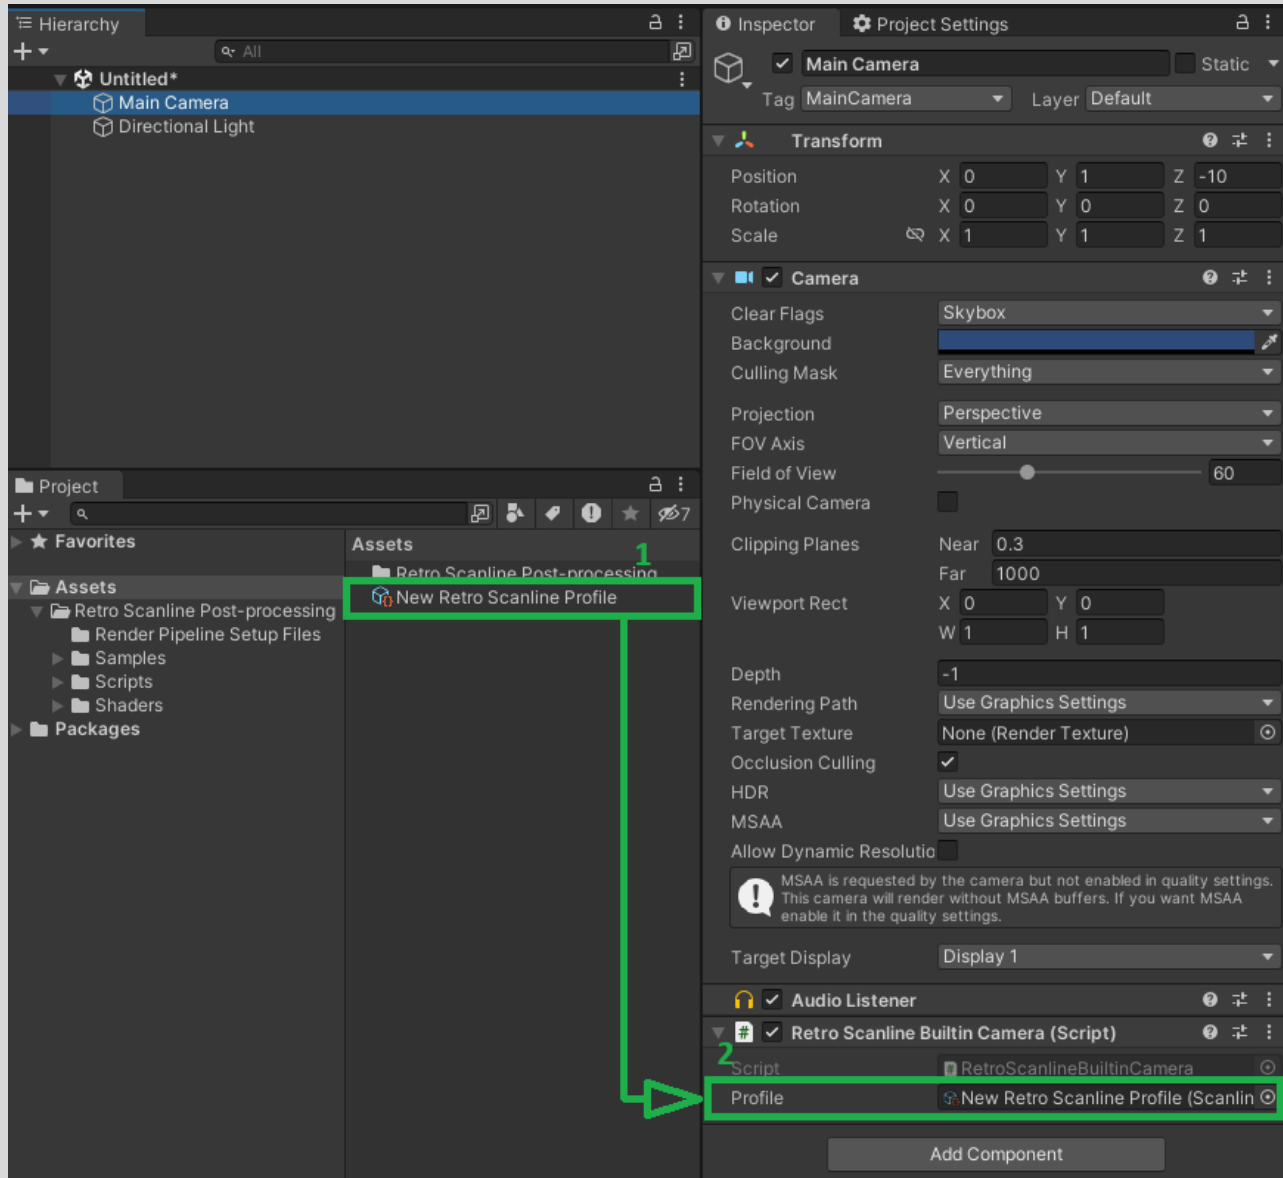 Hierarchy
All
Untitled*
Main Camera
Directional Light
Project
7
Favorites
Assets
Retro Scanline Post-processing
Render Pipeline Setup Files
Samples
Scripts
Shaders
Packages
Assets
1
Retro Scanline Post-processing
New Retro Scanline Profile
Inspector
Project Settings
Main Camera
Static
Tag MainCamera Layer Default
Transform
Position X 0 Y 1 Z -10
Rotation X 0 Y 0 Z 0
Scale X 1 Y 1 Z 1
Camera
Clear Flags Skybox
Background
Culling Mask Everything
Projection Perspective
FOV Axis Vertical
Field of View 60
Physical Camera
Clipping Planes Near 0.3
Far 1000
Viewport Rect X 0 Y 0
W 1 H 1
Depth -1
Rendering Path Use Graphics Settings
Target Texture None (Render Texture)
Occlusion Culling
HDR Use Graphics Settings
MSAA Use Graphics Settings
Allow Dynamic Resolutio
MSAA is requested by the camera but not enabled in quality settings.
This camera will render without MSAA buffers. If you want MSAA
enable it in the quality settings.
Target Display Display 1
Audio Listener
# Retro Scanline Builtin Camera (Script)
2
Script RetroScanlineBuiltinCamera
Profile New Retro Scanline Profile (Scanlin
Add Component